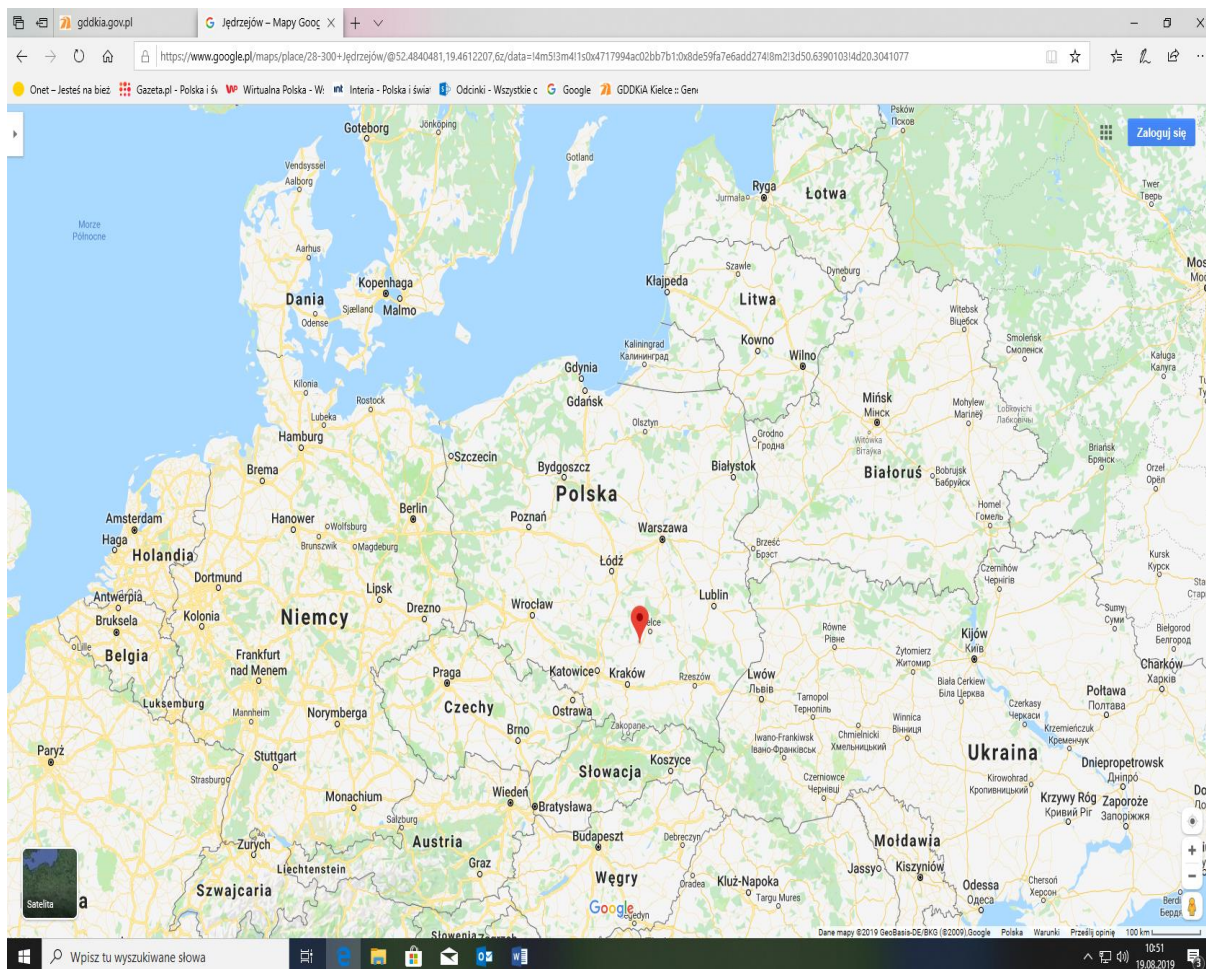 gddkia.gov.pl
Jędrzejów – Mapy Goog
https://www.google.pl/maps/place/28-300+Jędrzejów/@52.4840481,19.4612207,6z/data=!4m5!3m4!1s0x4717994ac02bb7b1:0x8de59fa7e6add274!8m2!3d50.6390103!4d20.3041077
Onet – Jesteś na bież
Gazeta.pl - Polska i św
Wirtualna Polska - W:
Interia - Polska i świat
Odcinki - Wszystkie c
Google
GDDKiA Kielce :: Gene
Zaloguj się
Psków
Псков
Goteborg
Jönköping
Vendsyssel
Aalborg
Gotland
Ryga
Jurmala
Łotwa
Twer
Тверь
Morze
Północne
Aarhus
Kopenhaga
Dania
Sjælland
Malmo
Odense
Kłajpeda
Szawle
Dyneburg
Litwa
Witebsk
Віцебск
Kowno
Wilno
Smoleńsk
Смоленск
Kaliningrad
Калининград
Kaługa
Калуга
Gdynia
Gdańsk
Kilonia
Rostock
Lubeka
Hamburg
Olsztyn
Mińsk
Мінск
Mohylew
Магілёў
Grodno
Гродна
Szczecin
Bydgoszcz
Białystok
Białoruś
Bobrujsk
Бабруйск
Briańsk
Брянск
Orzeł
Орёл
Brema
Polska
Berlin
Homel
Гомель
Amsterdam
Hanower
Wolfsburg
Poznań
Warszawa
Haga
Holandia
Brunszwik
Magdeburg
Brześć
Брэст
Łódź
Kursk
Курск
Czernihów
Чернігів
Dortmund
Antwerpia
Lipsk
Wrocław
Lublin
Bruksela
Kolonia
Niemcy
Drezno
elce
Sumy
Суми
Lille
Belgia
Równe
Рівне
Kijów
Київ
Biełgorod
Белгород
Frankfurt
nad Menem
Praga
Katowice
Kraków
Rzeszów
Lwów
Львів
Żytomierz
Житомир
Charków
Харків
Biała Cerkiew
Біла Церква
Luksemburg
Mannheim
Norymberga
Czechy
Ostrawa
Tarnopol
Тернопіль
Połtawa
Полтава
Zakopane
Brno
Winnica
Вінниця
Czerkasy
Черкаси
Paryż
Stuttgart
Iwano-Frankiwsk
Івано-Франківськ
Chmielnicki
Хмельницький
Krzemieńczuk
Кременчук
Koszyce
Słowacja
Ukraina
Dniepropetrowsk
Дніпро
Strasburg
Monachium
Wiedeń
Bratysława
Czerniowce
Чернівці
Kirowohrad
Кропивницький
Krzywy Róg
Кривий Ріг
Zaporoże
Запоріжжя
Salzburg
Zurych
Austria
Budapeszt
Debreczyn
Mołdawia
Liechtenstein
Graz
Węgry
Oradea
Kluż-Napoka
Jassy
Kiszyniów
Szwajcaria
Targu Mures
Odessa
Одеса
Chersoń
Херсон
Satelita
Google
Dane mapy ©2019 GeoBasis-DE/BKG (©2009),Google Polska Warunki Prześlij opinię 100 km
Wpisz tu wyszukiwane słowa
10:51
19.08.2019